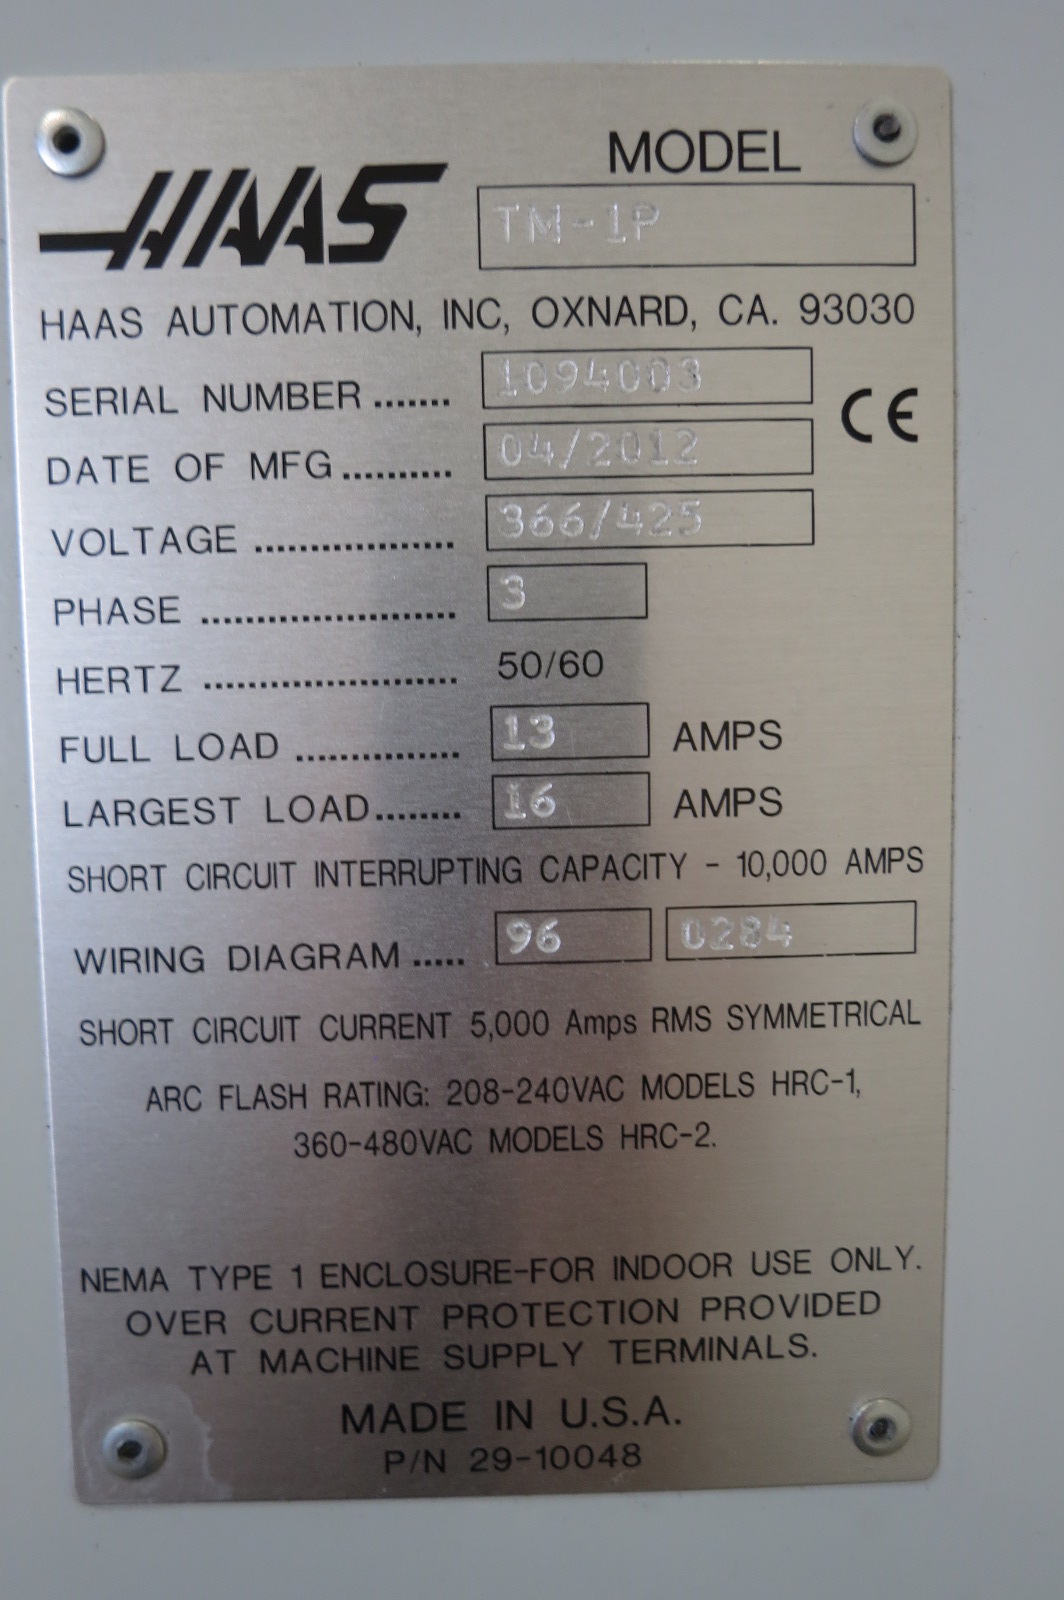 MODEL
HAAS
TM-1P
HAAS AUTOMATION, INC, OXNARD, CA. 93030
SERIAL NUMBER ....... 1094003
CE
DATE OF MFG .......... 04/2012
VOLTAGE .................. 366/425
PHASE ....................... 3
HERTZ ....................... 50/60
FULL LOAD ............... 13 AMPS
LARGEST LOAD........ 16 AMPS
SHORT CIRCUIT INTERRUPTING CAPACITY - 10,000 AMPS
WIRING DIAGRAM ..... 96 0284
SHORT CIRCUIT CURRENT 5,000 Amps RMS SYMMETRICAL
ARC FLASH RATING: 208-240VAC MODELS HRC-1,
360-480VAC MODELS HRC-2.
NEMA TYPE 1 ENCLOSURE-FOR INDOOR USE ONLY.
OVER CURRENT PROTECTION PROVIDED
AT MACHINE SUPPLY TERMINALS.
MADE IN U.S.A.
P/N 29-10048